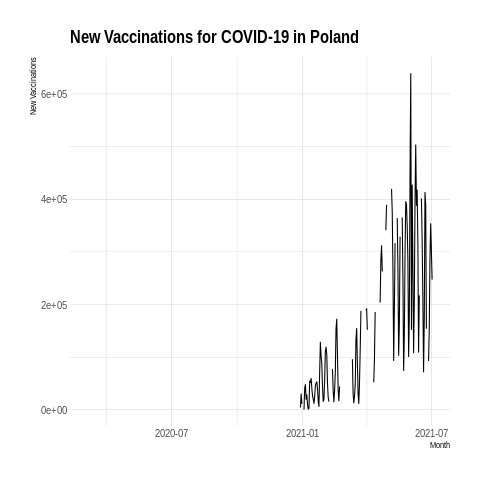 New Vaccinations for COVID-19 in Poland
New Vaccinations
6e+05
4e+05
2e+05
0e+00
2020-07
2021-01
2021-07
Month